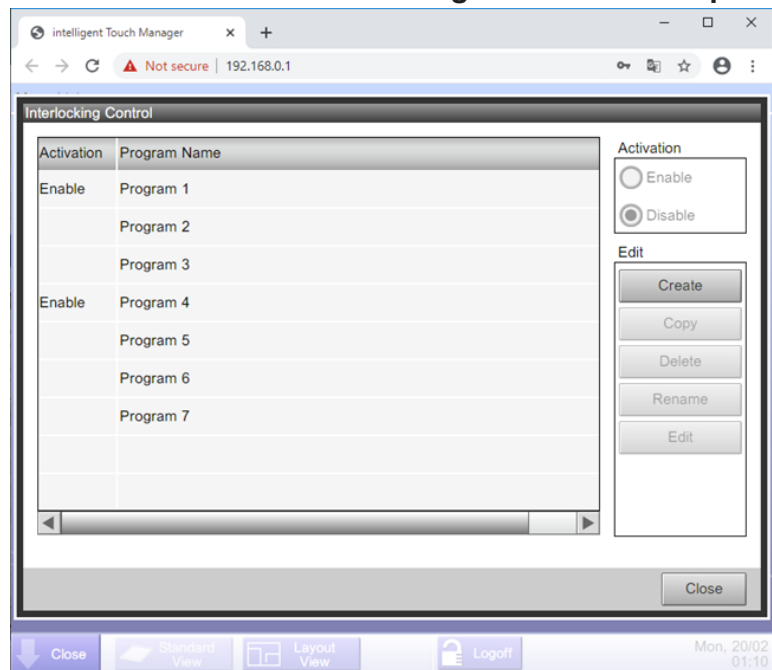 intelligent Touch Manager
Not secure | 192.168.0.1
Interlocking Control
Activation Program Name
Enable Program 1
Program 2
Program 3
Enable Program 4
Program 5
Program 6
Program 7
Activation
Enable
Disable
Edit
Create
Copy
Delete
Rename
Edit
Close
Close
Standard
View
Layout
View
Logoff
Mon, 20/02
01:10